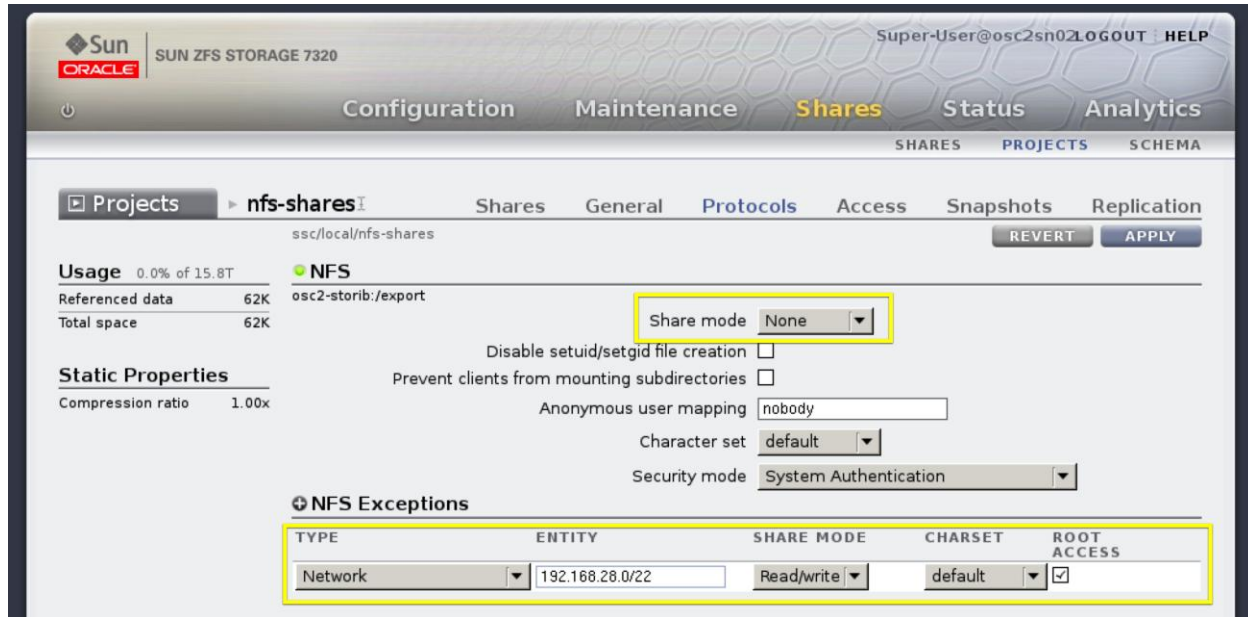 Sun
ORACLE
SUN ZFS STORAGE 7320
Super-User@osc2sn02LOGOUT HELP
Configuration Maintenance Shares Status Analytics
SHARES PROJECTS SCHEMA
Projects nfs-shares Shares General Protocols Access Snapshots Replication
ssc/local/nfs-shares
REVERT APPLY
Usage 0.0% of 15.8T
Referenced data 62K
Total space 62K
Static Properties
Compression ratio 1.00x
NFS
osc2-storib:/export
Share mode None
Disable setuid/setgid file creation
Prevent clients from mounting subdirectories
Anonymous user mapping nobody
Character set default
Security mode System Authentication
NFS Exceptions
TYPE ENTITY SHARE MODE CHARSET ROOT
ACCESS
Network 192.168.28.0/22 Read/write default